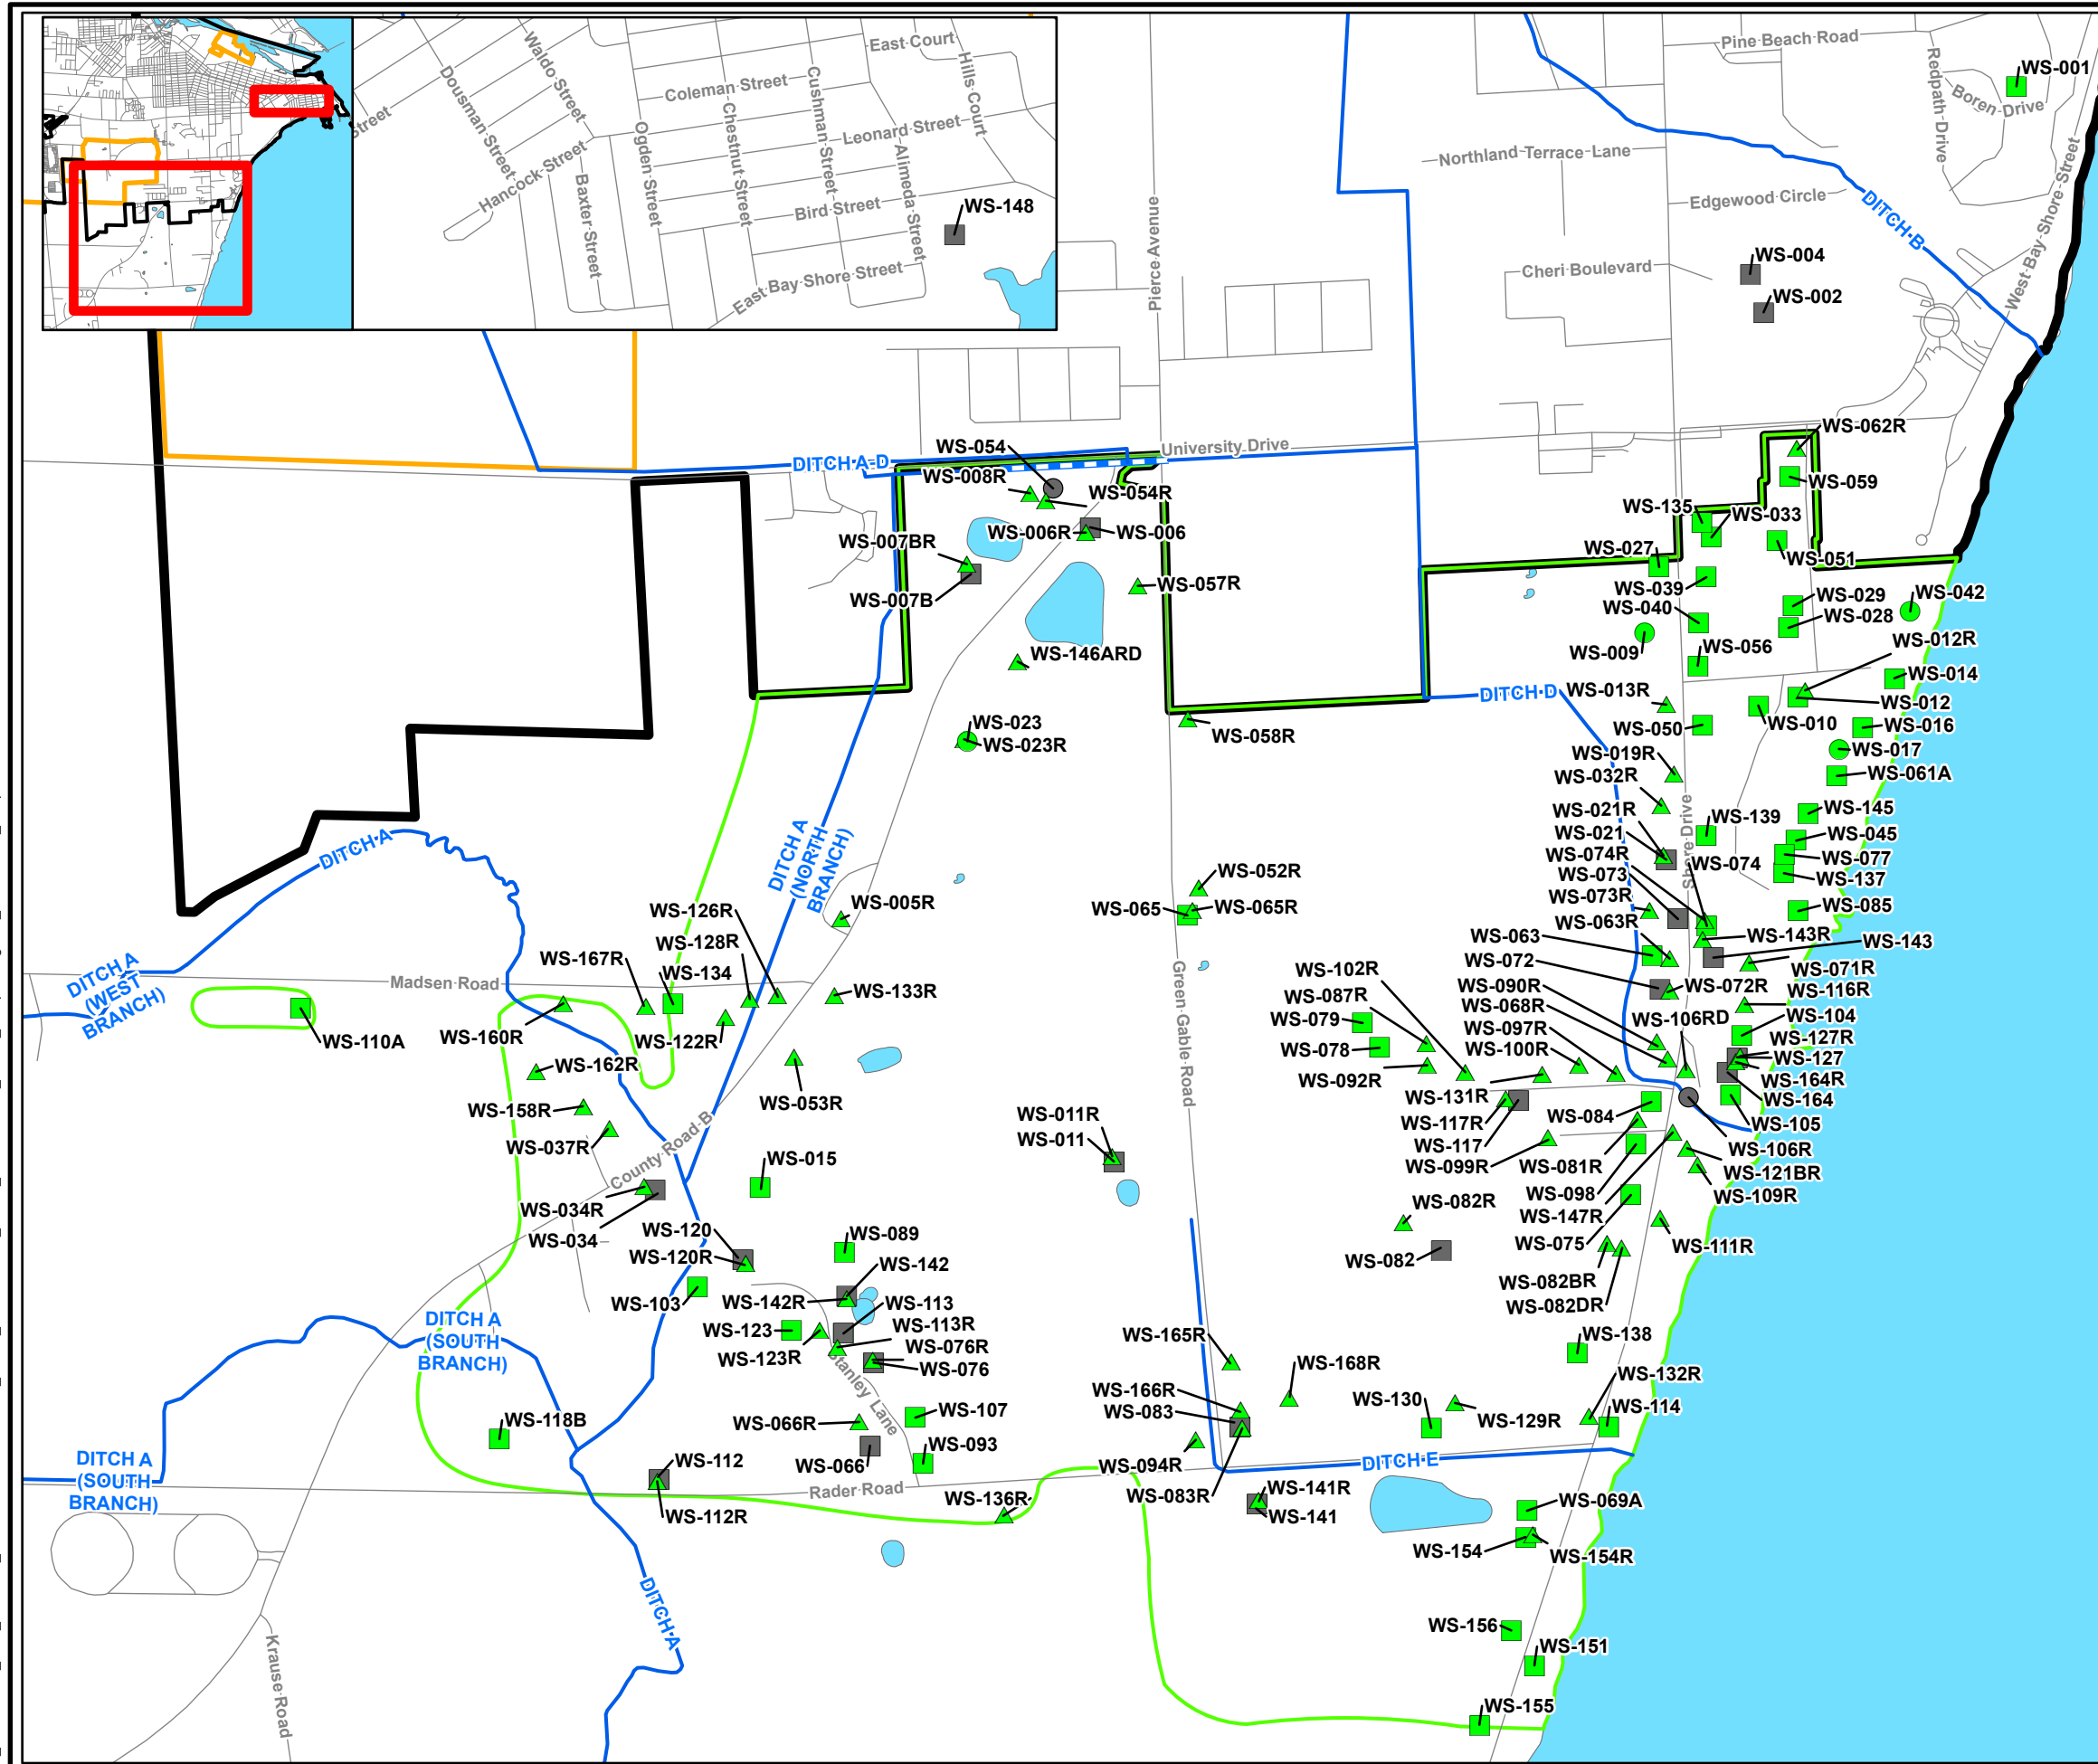 East Court
Waldo Street
Dousman Street
Coleman Street
Hills Court
Cushman Street
Chestnut Street
Ogden Street
Leonard Street
Alimeda Street
Hancock Street
Baxter Street
Bird Street
East Bay Shore Street
Street
WS-148
Pine Beach Road
Redpath Drive
WS-001
Boren Drive
Northland Terrace Lane
Edgewood Circle
DITCH B
West Bay Shore Street
Pierce Avenue
Cheri Boulevard
WS-004
WS-002
University Drive
DITCH A-D
WS-054
WS-008R
WS-054R
WS-006R
WS-006
WS-007BR
WS-007B
WS-057R
WS-146ARD
WS-062R
WS-059
WS-135
WS-033
WS-027
WS-051
WS-039
WS-040
WS-029
WS-028
WS-042
WS-009
WS-056
WS-012R
WS-014
DITCH D
WS-013R
WS-012
WS-010
WS-016
WS-050
WS-017
WS-023
WS-023R
WS-058R
WS-019R
WS-061A
WS-032R
WS-021R
WS-021
WS-139
WS-145
WS-045
Shore Drive
WS-074R
WS-074
WS-077
WS-073
WS-137
WS-073R
WS-085
WS-063R
WS-143R
WS-063
WS-143
WS-072
WS-071R
WS-072R
WS-116R
WS-090R
WS-068R
WS-106RD
WS-104
WS-097R
WS-127R
WS-100R
WS-127
WS-164R
WS-164
WS-105
DITCH A
DITCH A
(NORTH
BRANCH)
WS-005R
WS-052R
WS-065
WS-065R
WS-126R
WS-128R
WS-167R
WS-134
WS-133R
Madsen Road
DITCH A
(WEST
BRANCH)
WS-110A
WS-160R
WS-122R
WS-162R
WS-053R
WS-158R
WS-037R
County Road B
WS-015
Green Gable Road
WS-102R
WS-087R
WS-079
WS-078
WS-092R
WS-131R
WS-117R
WS-117
WS-099R
WS-084
WS-081R
WS-098
WS-147R
WS-075
WS-106R
WS-121BR
WS-109R
WS-111R
WS-011R
WS-011
WS-082R
WS-082
WS-082BR
WS-082DR
WS-034R
WS-034
WS-120
WS-120R
WS-089
WS-142
WS-103
WS-142R
WS-113
WS-113R
WS-123
WS-123R
WS-076R
WS-076
Stanley Lane
DITCH A
(SOUTH
BRANCH)
WS-118B
WS-066R
WS-107
WS-066
WS-093
WS-165R
WS-168R
WS-166R
WS-083
WS-094R
WS-083R
WS-138
WS-132R
WS-130
WS-129R
WS-114
DITCH E
DITCH A
(SOUTH
BRANCH)
WS-112
WS-112R
Rader Road
WS-136R
WS-141R
WS-141
WS-069A
WS-154
WS-154R
DITCH A
Krause Road
WS-156
WS-151
WS-155